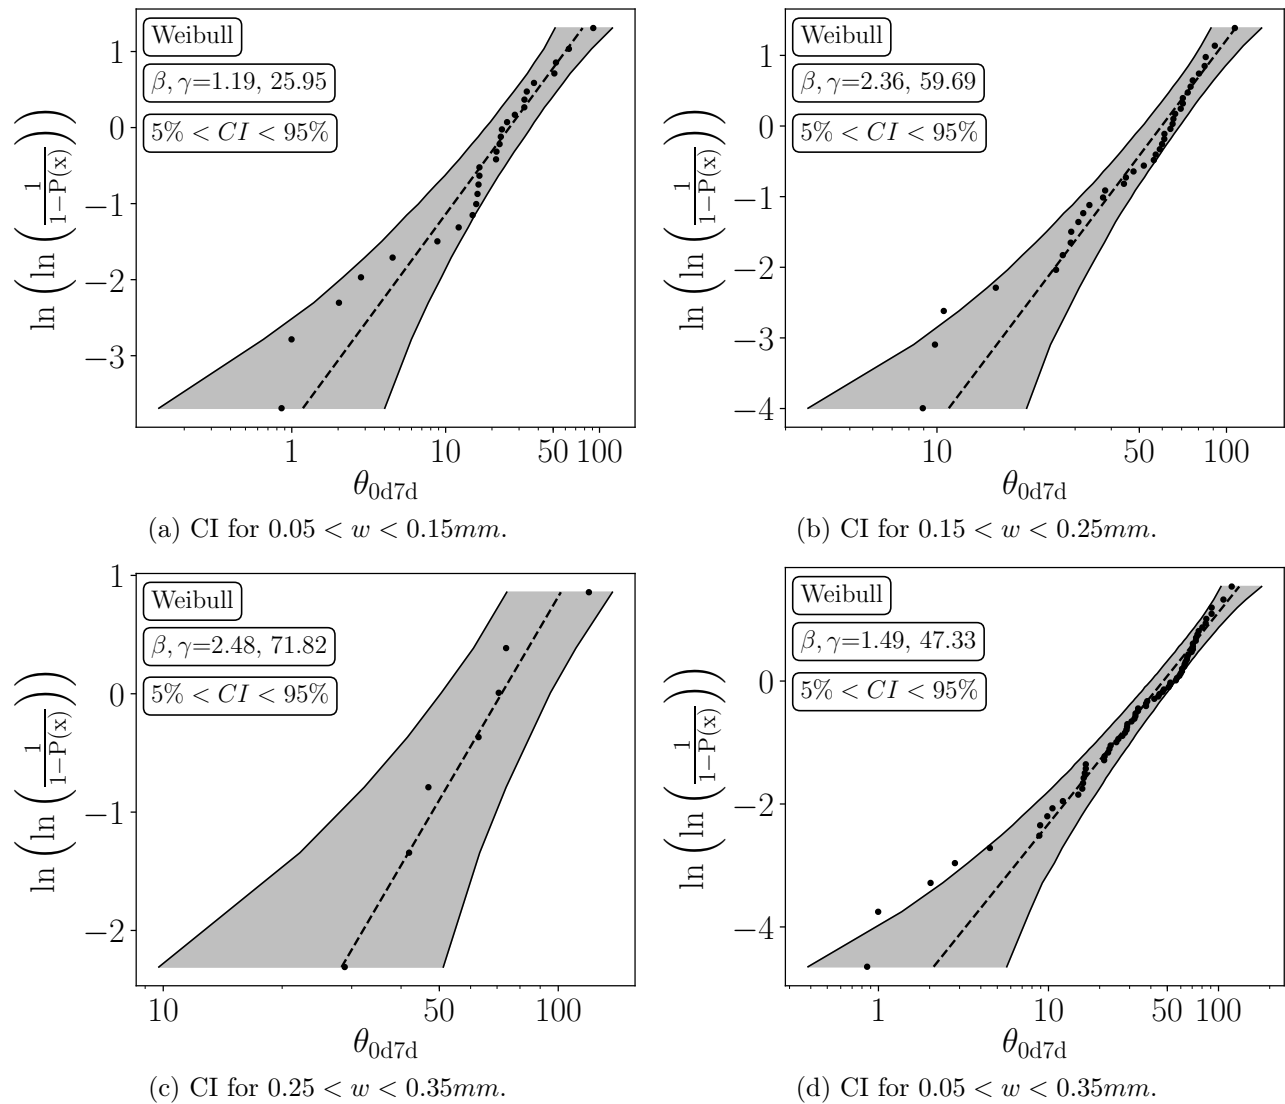 Weibull
β, γ=1.19, 25.95
5% < CI < 95%
1
0
−1
−2
−3
ln ( ln ( 1/1−P(x) ) )
1 10 50 100
θ0d7d
(a) CI for 0.05 < w < 0.15mm.
Weibull
β, γ=2.36, 59.69
5% < CI < 95%
1
0
−1
−2
−3
−4
ln ( ln ( 1/1−P(x) ) )
10 50 100
θ0d7d
(b) CI for 0.15 < w < 0.25mm.
Weibull
β, γ=2.48, 71.82
5% < CI < 95%
1
0
−1
−2
ln ( ln ( 1/1−P(x) ) )
10 50 100
θ0d7d
(c) CI for 0.25 < w < 0.35mm.
Weibull
β, γ=1.49, 47.33
5% < CI < 95%
0
−2
−4
ln ( ln ( 1/1−P(x) ) )
1 10 50 100
θ0d7d
(d) CI for 0.05 < w < 0.35mm.